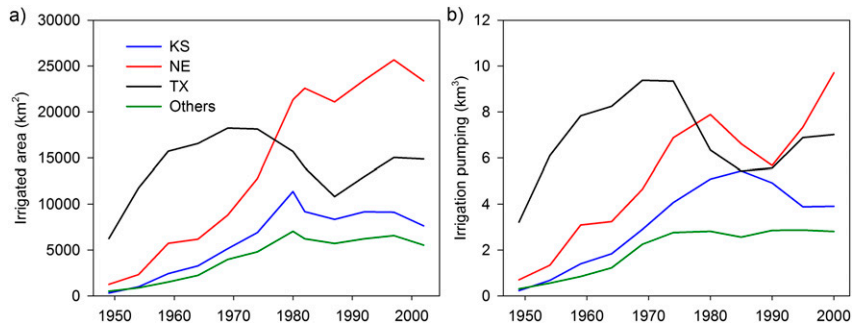 a)
30000
25000
20000
15000
10000
5000
0
Irrigated area (km²)
KS
NE
TX
Others
1950 1960 1970 1980 1990 2000
b)
12
10
8
6
4
2
0
Irrigation pumping (km³)
1950 1960 1970 1980 1990 2000